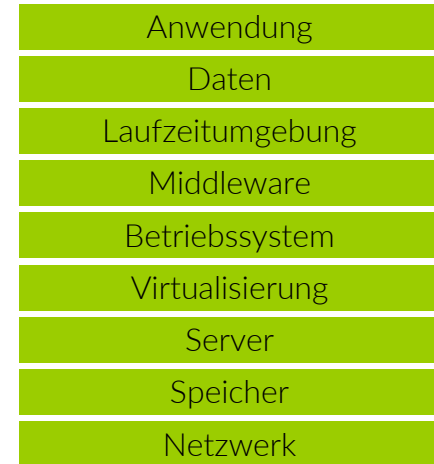 Anwendung
Daten
Laufzeitumgebung
Middleware
Betriebssystem
Virtualisierung
Server
Speicher
Netzwerk